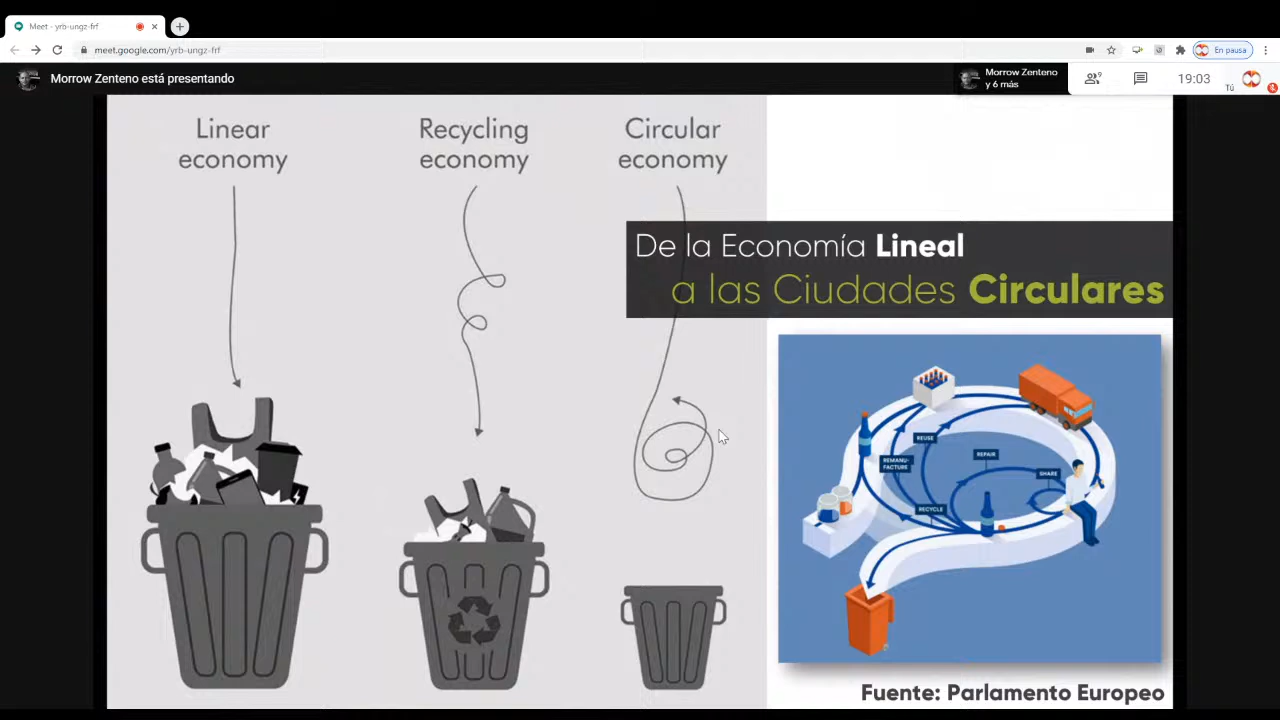 Meet - yrb-ungz-frf
meet.google.com/yrb-ungz-frf
En pausa
Morrow Zenteno está presentando
Morrow Zenteno
y 6 más
9
19:03
Tú
Linear
economy
Recycling
economy
Circular
economy
De la Economía Lineal
a las Ciudades Circulares
REUSE
REMANU-
FACTURE
REPAIR
SHARE
RECYCLE
Fuente: Parlamento Europeo